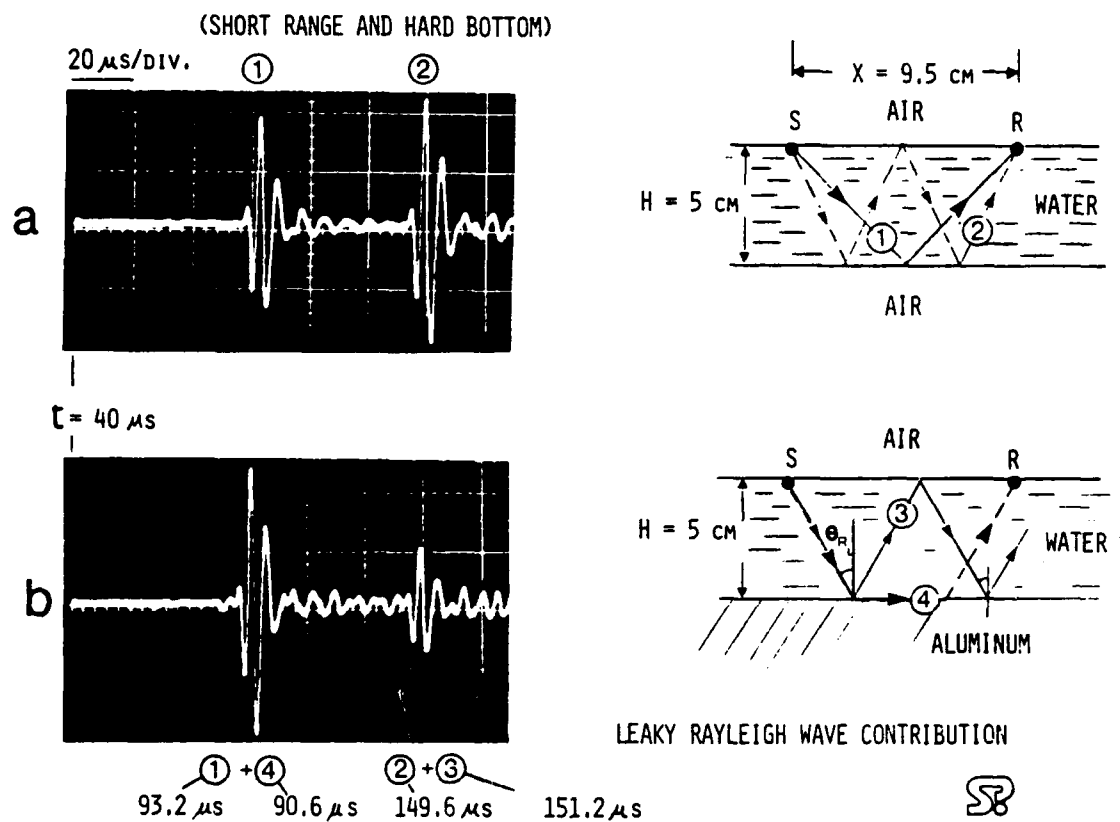 (SHORT RANGE AND HARD BOTTOM)
20 μS/DIV.
① ②
a
t = 40 μs
b
① + ④ ② + ③
93.2 μs 90.6 μs 149.6 μs 151.2 μs
X = 9.5 CM
AIR
S R
H = 5 CM
WATER
① ②
AIR
AIR
S R
H = 5 CM
θR
③
WATER
④
ALUMINUM
LEAKY RAYLEIGH WAVE CONTRIBUTION